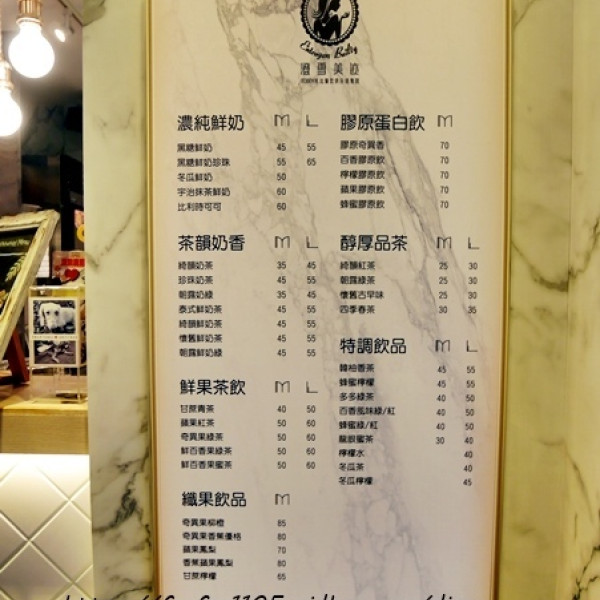 澄雪美迹
濃純鮮奶 M L
黑糖鮮奶 45 55
黑糖鮮奶珍珠 55 65
冬瓜鮮奶 50
宇治抹茶鮮奶 60
比利時可可 60
茶韻奶香 M L
綺韻奶茶 35 45
珍珠奶茶 45 55
朝露奶綠 35 45
泰式鮮奶茶 45 55
綺韻鮮奶茶 45 55
懷舊鮮奶茶 45 55
朝露鮮奶綠 45 55
鮮果茶飲 M L
甘蔗青茶 40 50
蘋果紅茶 50 60
奇異果綠茶 50 60
鮮百香果綠茶 50 60
鮮百香果蜜茶 50 60
纖果飲品 M
奇異果柳橙 85
奇異果香蕉優格 80
蘋果鳳梨 70
香蕉蘋果鳳梨 80
甘蔗檸檬 65
膠原蛋白飲 M
膠原奇異香 70
百香膠原飲 70
檸檬膠原飲 70
蘋果膠原飲 70
蜂蜜膠原飲 70
醇厚品茶 M L
綺韻紅茶 25 30
朝露綠茶 25 30
懷舊古早味 25 30
四季春茶 30 35
特調飲品 M L
韓柚香茶 45 55
蜂蜜檸檬 45 55
多多綠茶 40 50
百香風味綠/紅 40 50
蜂蜜綠/紅 40 50
龍眼蜜茶 30 40
檸檬水 40
冬瓜茶 40
冬瓜檸檬 45